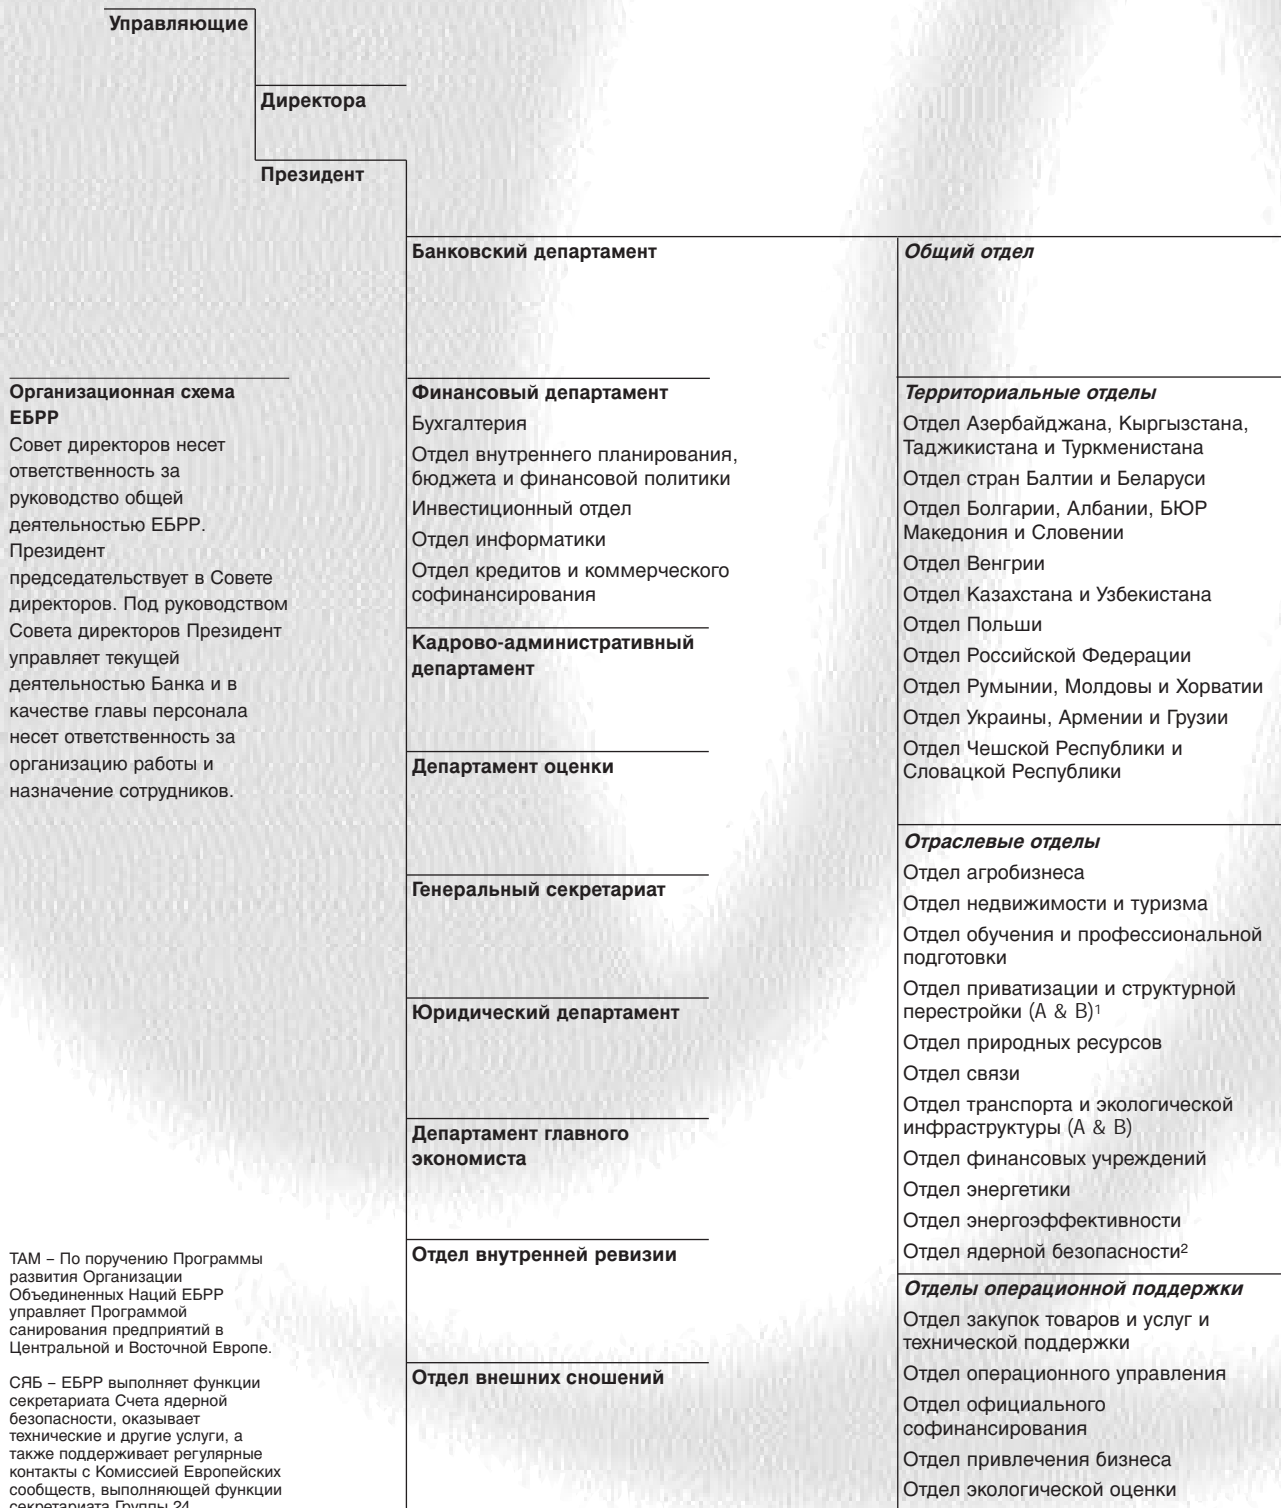 Управляющие
Директора
Президент
Организационная схема
ЕБРР
Совет директоров несет
ответственность за
руководство общей
деятельностью ЕБРР.
Президент
председательствует в Совете
директоров. Под руководством
Совета директоров Президент
управляет текущей
деятельностью Банка и в
качестве главы персонала
несет ответственность за
организацию работы и
назначение сотрудников.
ТАМ – По поручению Программы
развития Организации
Объединенных Наций ЕБРР
управляет Программой
санирования предприятий в
Центральной и Восточной Европе.
СЯБ – ЕБРР выполняет функции
секретариата Счета ядерной
безопасности, оказывает
технические и другие услуги, а
также поддерживает регулярные
контакты с Комиссией Европейских
сообществ, выполняющей функции
секретариата Группы 24
Банковский департамент
Финансовый департамент
Бухгалтерия
Отдел внутреннего планирования,
бюджета и финансовой политики
Инвестиционный отдел
Отдел информатики
Отдел кредитов и коммерческого
софинансирования
Кадрово-административный
департамент
Департамент оценки
Генеральный секретариат
Юридический департамент
Департамент главного
экономиста
Отдел внутренней ревизии
Отдел внешних сношений
Общий отдел
Территориальные отделы
Отдел Азербайджана, Кыргызстана,
Таджикистана и Туркменистана
Отдел стран Балтии и Беларуси
Отдел Болгарии, Албании, БЮР
Македония и Словении
Отдел Венгрии
Отдел Казахстана и Узбекистана
Отдел Польши
Отдел Российской Федерации
Отдел Румынии, Молдовы и Хорватии
Отдел Украины, Армении и Грузии
Отдел Чешской Республики и
Словацкой Республики
Отраслевые отделы
Отдел агробизнеса
Отдел недвижимости и туризма
Отдел обучения и профессиональной
подготовки
Отдел приватизации и структурной
перестройки (A & B)¹
Отдел природных ресурсов
Отдел связи
Отдел транспорта и экологической
инфраструктуры (A & B)
Отдел финансовых учреждений
Отдел энергетики
Отдел энергоэффективности
Отдел ядерной безопасности²
Отделы операционной поддержки
Отдел закупок товаров и услуг и
технической поддержки
Отдел операционного управления
Отдел официального
софинансирования
Отдел привлечения бизнеса
Отдел экологической оценки